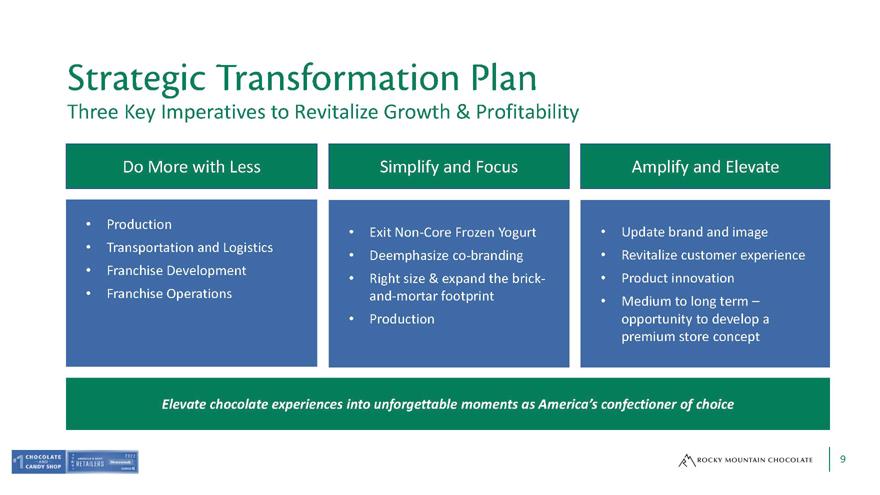 Strategic Transformation Plan
Three Key Imperatives to Revitalize Growth & Profitability
Do More with Less
• Production
• Transportation and Logistics
• Franchise Development
• Franchise Operations
Simplify and Focus
• Exit Non-Core Frozen Yogurt
• Deemphasize co-branding
• Right size & expand the brick-
and-mortar footprint
• Production
Amplify and Elevate
• Update brand and image
• Revitalize customer experience
• Product innovation
• Medium to long term –
opportunity to develop a
premium store concept
Elevate chocolate experiences into unforgettable moments as America’s confectioner of choice
#1 CHOCOLATE
AND
CANDY SHOP
AMERICA'S BEST
RETAILERS
2022
Newsweek
ROCKY MOUNTAIN CHOCOLATE
9